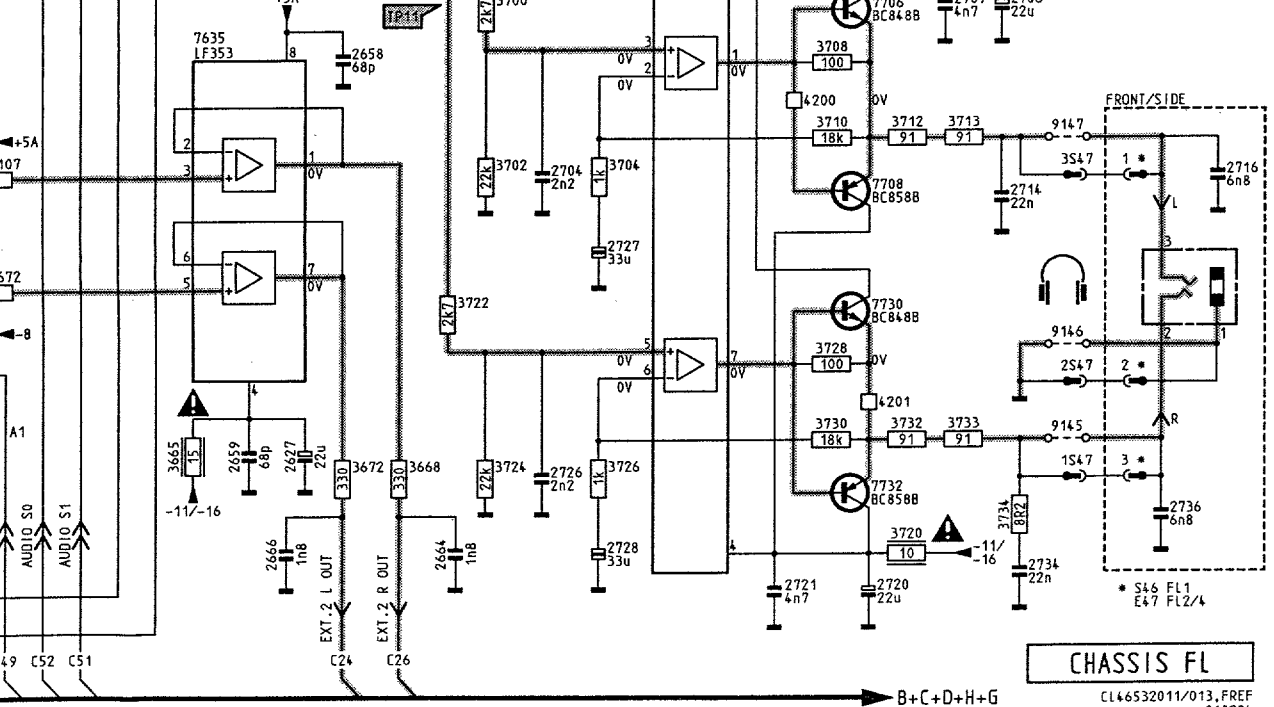 TP11
2k7
7635
LF353
8
2658
68p
+5A
107
2
3
1
0V
672
6
5
7
0V
-8
4
A1
3665
15
2659
68p
2627
22u
-11/-16
330
3672
330
3668
AUDIO S0
AUDIO S1
2666
1n8
2664
1n8
EXT.2 L OUT
EXT.2 R OUT
49
C52
C51
C24
C26
3
0V
2
0V
1
0V
3702
22k
2704
2n2
3704
1k
2727
33u
3722
2k7
5
0V
6
0V
7
0V
3724
22k
2726
2n2
3726
1k
2728
33u
4
7706
BC848B
4n7
22u
3708
100
4200
0V
3710
18k
3712
91
3713
91
7708
BC858B
2714
22n
7730
BC848B
3728
100
0V
4201
3730
18k
3732
91
3733
91
7732
BC858B
3720
10
-11/
-16
2721
4n7
2720
22u
3734
8R2
2734
22n
FRONT/SIDE
9147
3S47
1 *
2716
6n8
L
3
2
1
9146
2S47
2 *
R
9145
1S47
3 *
2736
6n8
* S46 FL1
E47 FL2/4
CHASSIS FL
CL46532011/013.FREF
B+C+D+H+G